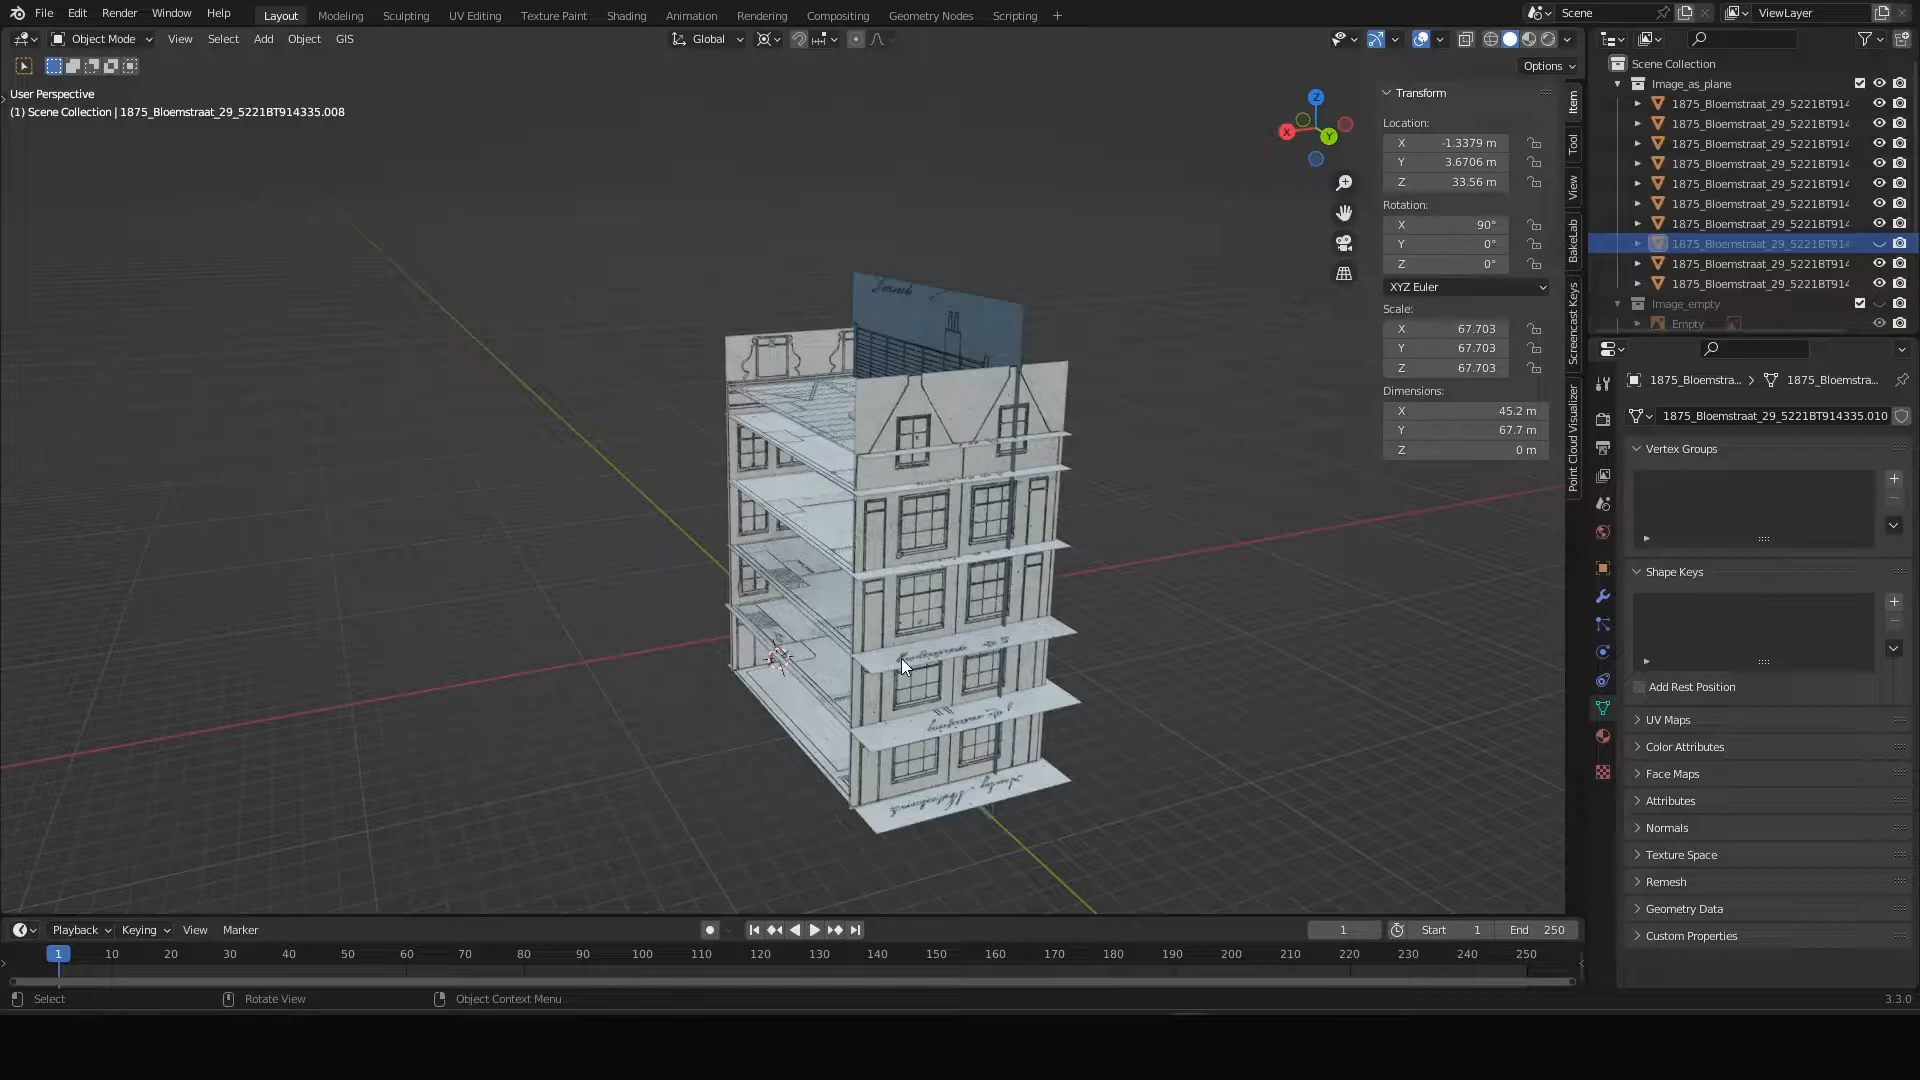 File Edit Render Window Help Layout Modeling Sculpting UV Editing Texture Paint Shading Animation Rendering Compositing Geometry Nodes Scripting + Scene ViewLayer
Object Mode View Select Add Object GIS Global
Options
User Perspective
(1) Scene Collection | 1875_Bloemstraat_29_5221BT914335.008
Transform
Location:
X -1.3379 m
Y 3.6706 m
Z 33.56 m
Rotation:
X 90°
Y 0°
Z 0°
XYZ Euler
Scale:
X 67.703
Y 67.703
Z 67.703
Dimensions:
X 45.2 m
Y 67.7 m
Z 0 m
Z
X
Y
Item
Tool
View
BakeLab
Screencast Keys
Point Cloud Visualizer
Scene Collection
Image_as_plane
1875_Bloemstraat_29_5221BT914
1875_Bloemstraat_29_5221BT914
1875_Bloemstraat_29_5221BT914
1875_Bloemstraat_29_5221BT914
1875_Bloemstraat_29_5221BT914
1875_Bloemstraat_29_5221BT914
1875_Bloemstraat_29_5221BT914
1875_Bloemstraat_29_5221BT914
1875_Bloemstraat_29_5221BT914
1875_Bloemstraat_29_5221BT914
Image_empty
Empty
1875_Bloemstra... 1875_Bloemstra...
1875_Bloemstraat_29_5221BT914335.010
Vertex Groups
Shape Keys
Add Rest Position
UV Maps
Color Attributes
Face Maps
Attributes
Normals
Texture Space
Remesh
Geometry Data
Custom Properties
Playback Keying View Marker 1 Start 1 End 250
1 10 20 30 40 50 60 70 80 90 100 110 120 130 140 150 160 170 180 190 200 210 220 230 240 250
Select Rotate View Object Context Menu 3.3.0